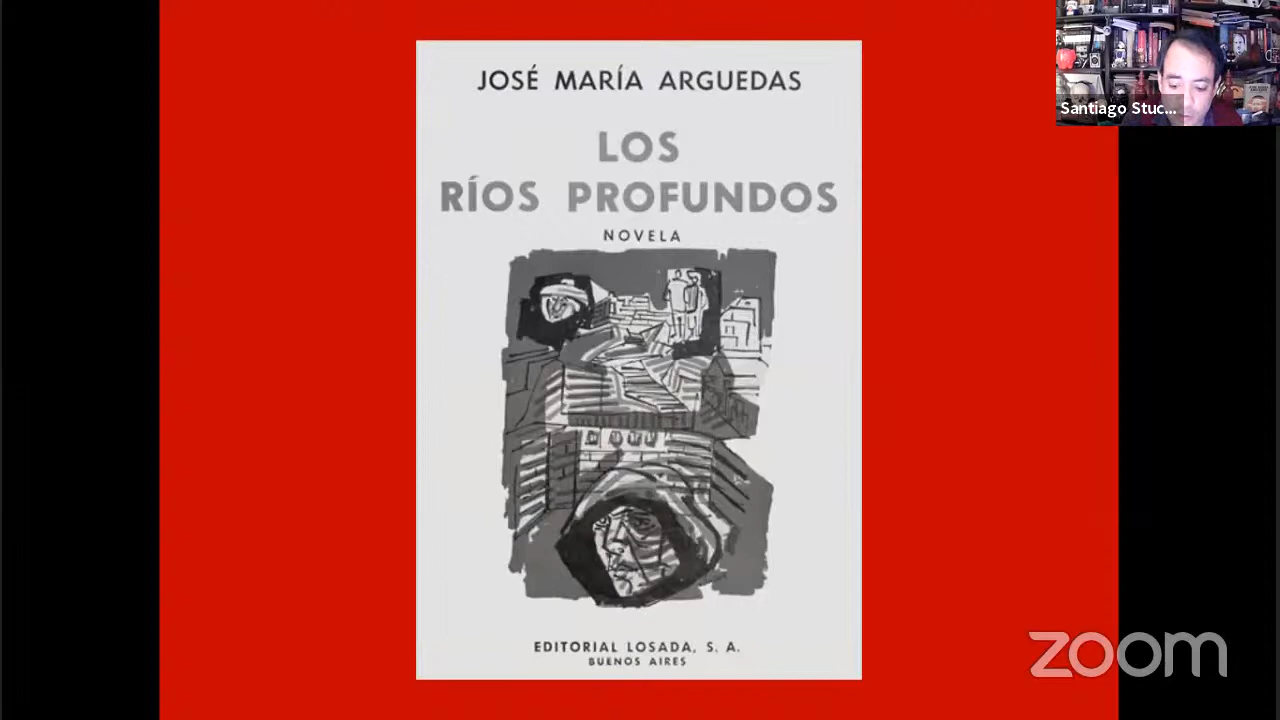 JOSÉ MARÍA ARGUEDAS
LOS
RÍOS PROFUNDOS
NOVELA
EDITORIAL LOSADA, S. A.
BUENOS AIRES
Santiago Stuc...
zoom